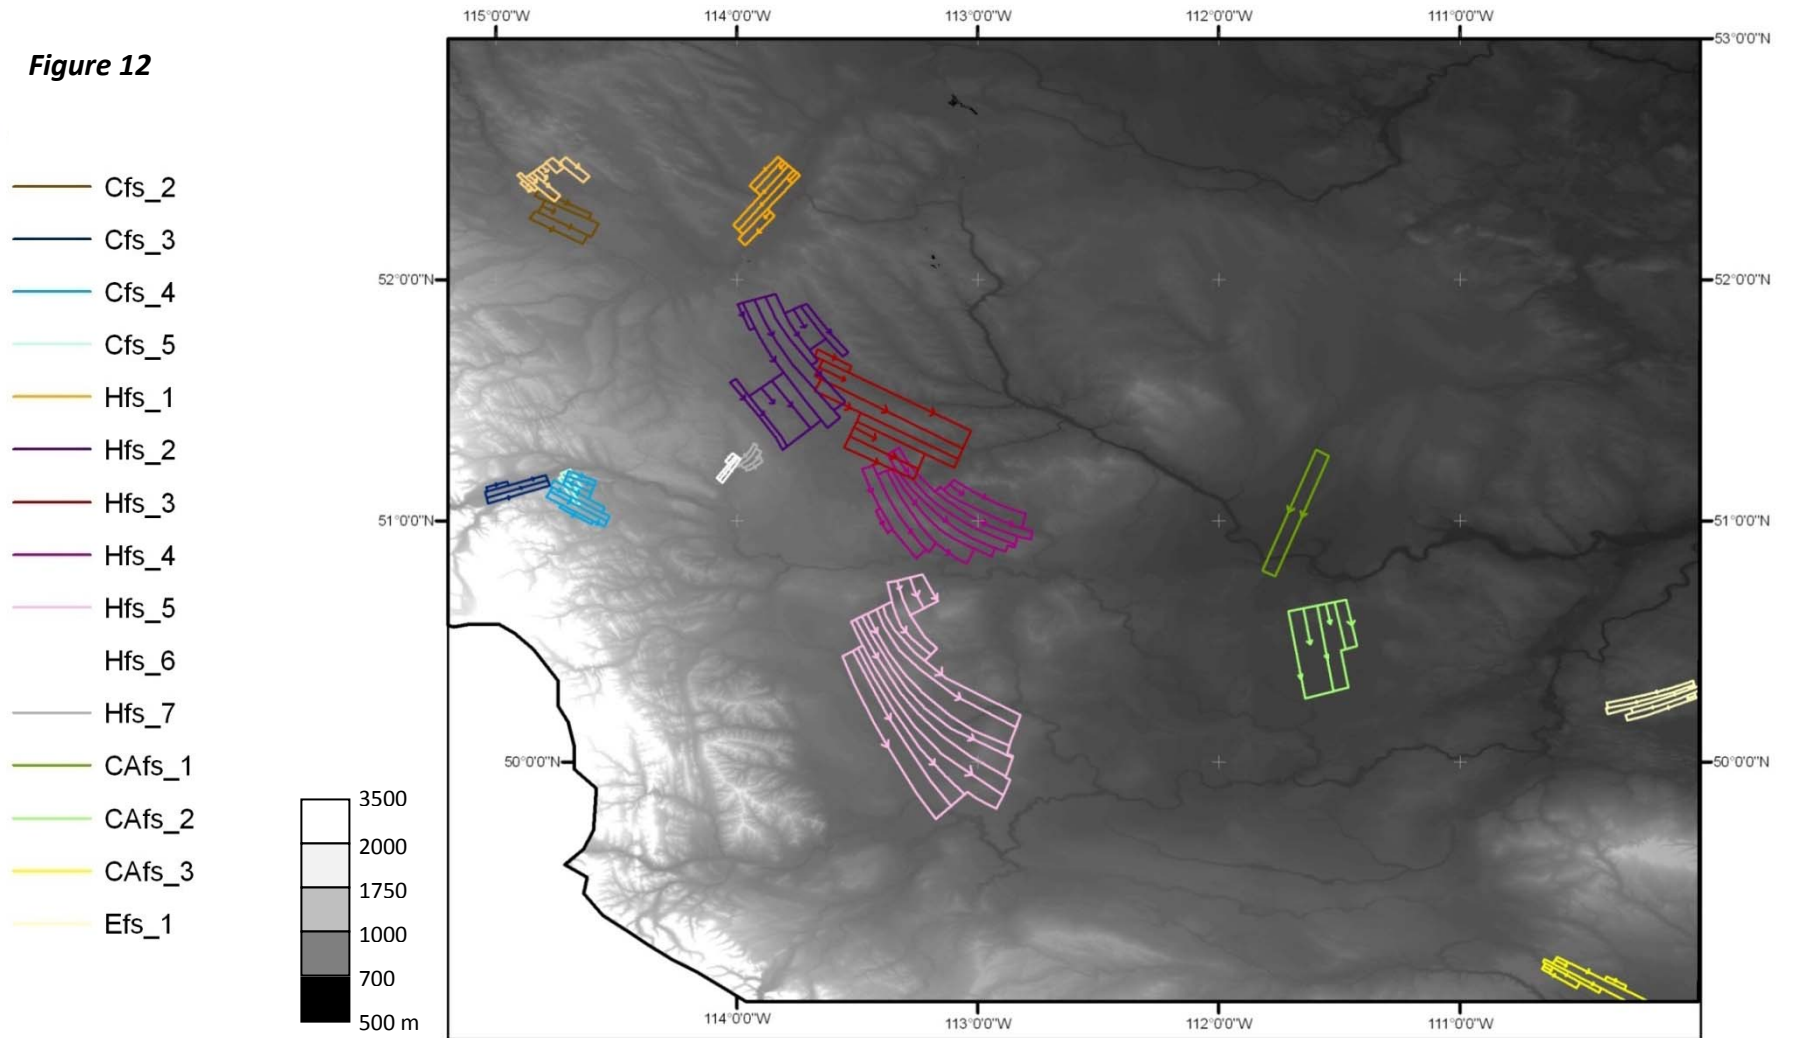 115°0'0"W 114°0'0"W 113°0'0"W 112°0'0"W 111°0'0"W
Figure 12
53°0'0"N
Cfs_2
Cfs_3
Cfs_4
Cfs_5
Hfs_1
Hfs_2
Hfs_3
Hfs_4
Hfs_5
Hfs_6
Hfs_7
CAfs_1
CAfs_2
CAfs_3
Efs_1
52°0'0"N 52°0'0"N
51°0'0"N 51°0'0"N
50°0'0"N 50°0'0"N
3500
2000
1750
1000
700
500 m
114°0'0"W 113°0'0"W 112°0'0"W 111°0'0"W